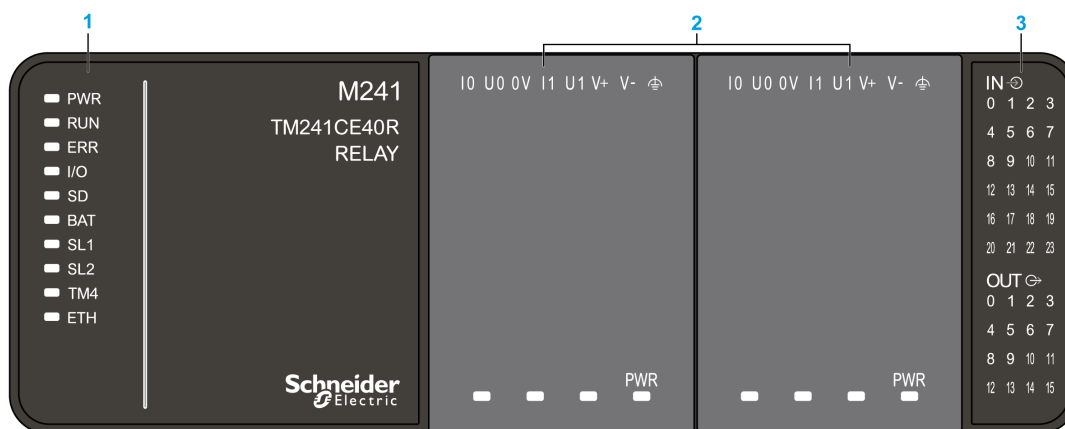 1
2
3
PWR
RUN
ERR
I/O
SD
BAT
SL1
SL2
TM4
ETH
M241
TM241CE40R
RELAY
Schneider
Electric
I0 U0 0V I1 U1 V+ V-
PWR
I0 U0 0V I1 U1 V+ V-
PWR
IN
0 1 2 3
4 5 6 7
8 9 10 11
12 13 14 15
16 17 18 19
20 21 22 23
OUT
0 1 2 3
4 5 6 7
8 9 10 11
12 13 14 15